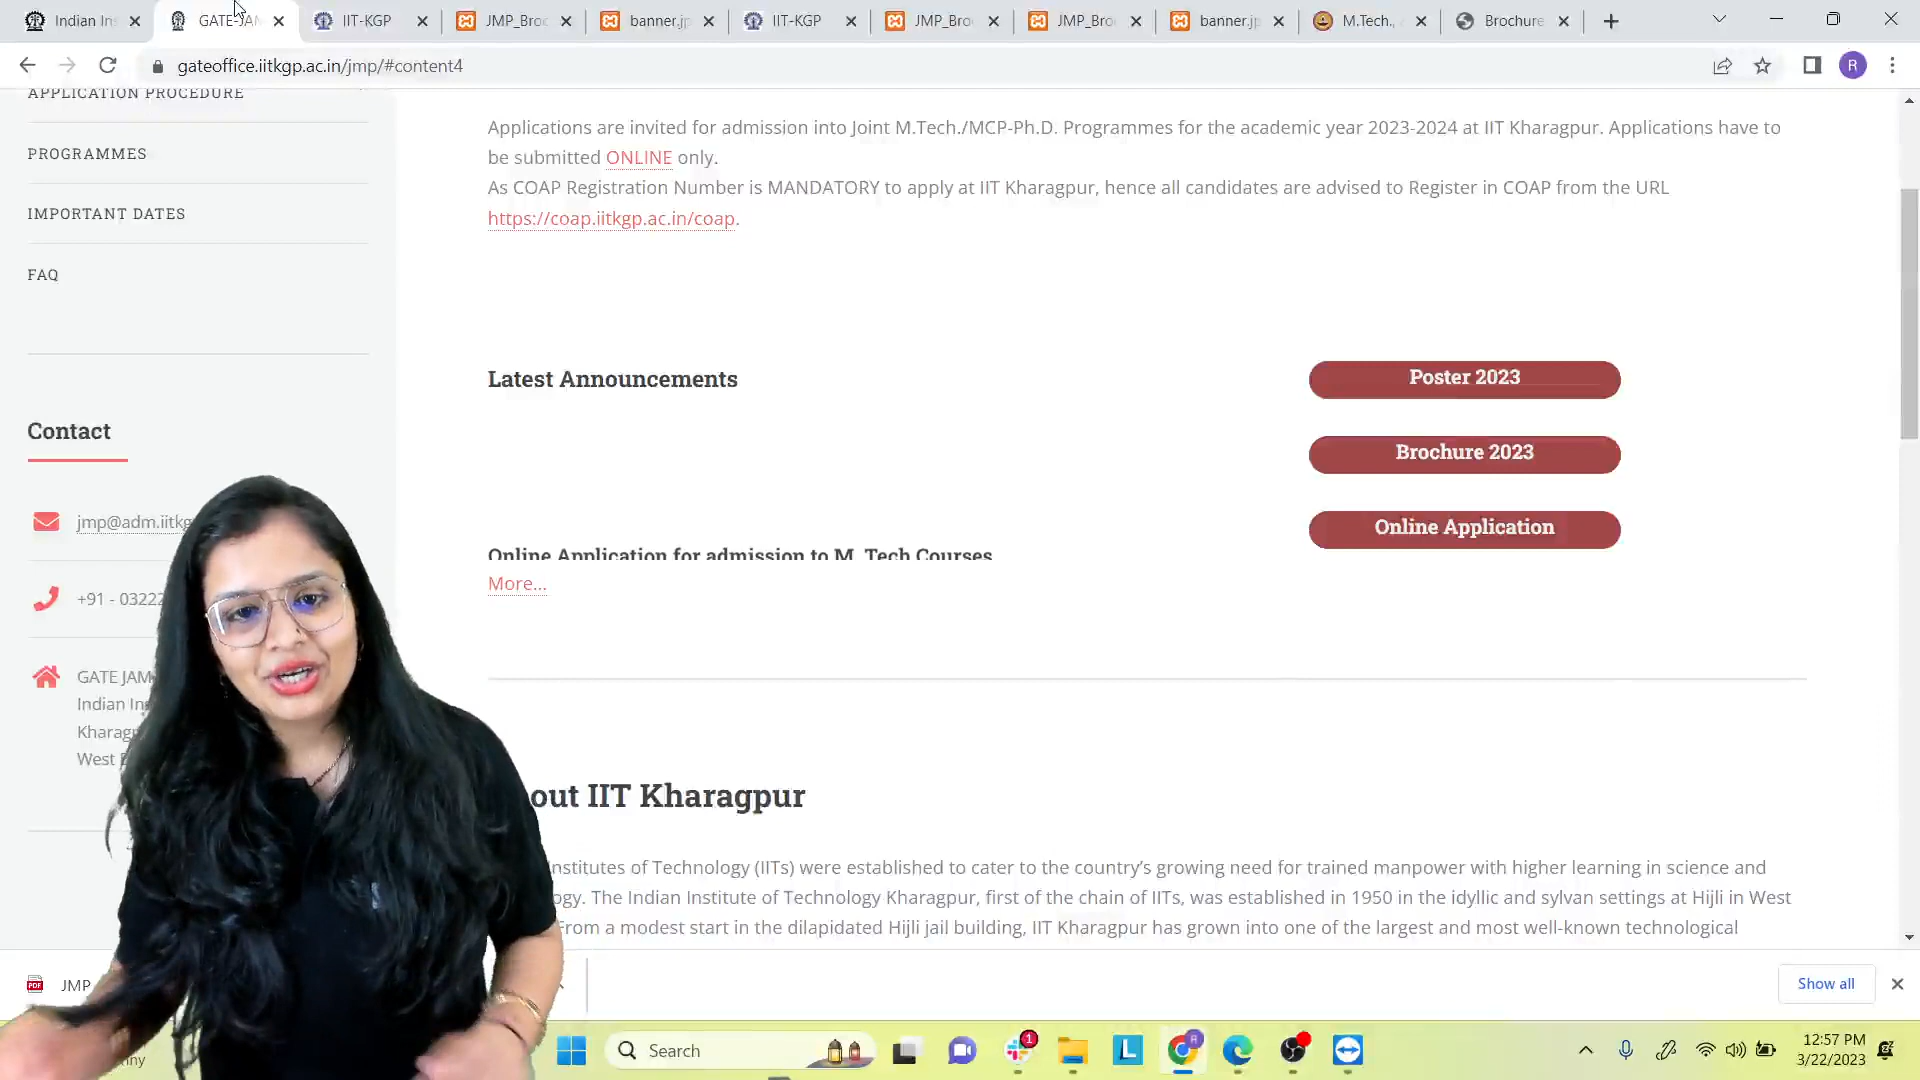 Indian In
GATE-JAM
IIT-KGP
JMP_Broc
banner.jp
IIT-KGP
JMP_Bro
JMP_Bro
banner.jp
M.Tech.,
Brochure
gateoffice.iitkgp.ac.in/jmp/#content4
R
APPLICATION PROCEDURE
PROGRAMMES
IMPORTANT DATES
FAQ
Contact
jmp@adm.iitkg
+91 - 03222
GATE JAM
Indian In
Kharag
West
Applications are invited for admission into Joint M.Tech./MCP-Ph.D. Programmes for the academic year 2023-2024 at IIT Kharagpur. Applications have to
be submitted ONLINE only.
As COAP Registration Number is MANDATORY to apply at IIT Kharagpur, hence all candidates are advised to Register in COAP from the URL
https://coap.iitkgp.ac.in/coap.
Latest Announcements
Online Application for admission to M. Tech Courses
More...
Poster 2023
Brochure 2023
Online Application
out IIT Kharagpur
nstitutes of Technology (IITs) were established to cater to the country's growing need for trained manpower with higher learning in science and
ogy. The Indian Institute of Technology Kharagpur, first of the chain of IITs, was established in 1950 in the idyllic and sylvan settings at Hijli in West
From a modest start in the dilapidated Hijli jail building, IIT Kharagpur has grown into one of the largest and most well-known technological
JMP
Show all
nny
Search
1
L
R
12:57 PM
3/22/2023